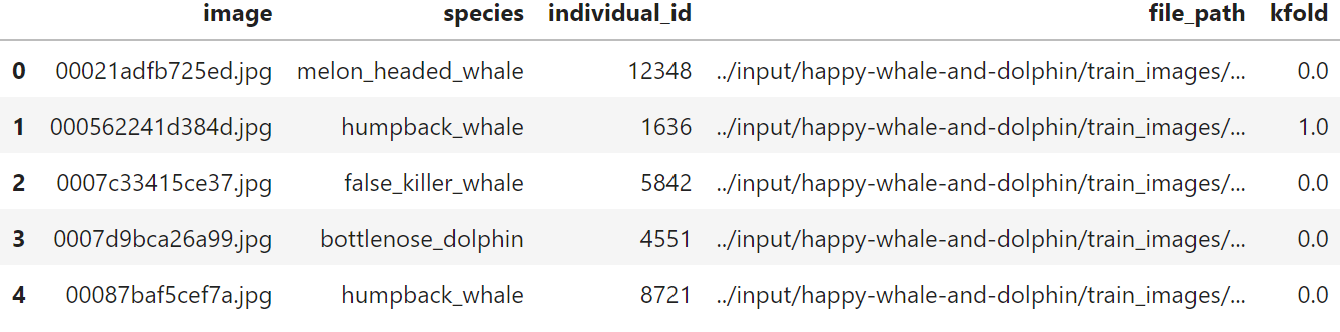 image species individual_id file_path kfold
0 00021adfb725ed.jpg melon_headed_whale 12348 ../input/happy-whale-and-dolphin/train_images/... 0.0
1 000562241d384d.jpg humpback_whale 1636 ../input/happy-whale-and-dolphin/train_images/... 1.0
2 0007c33415ce37.jpg false_killer_whale 5842 ../input/happy-whale-and-dolphin/train_images/... 0.0
3 0007d9bca26a99.jpg bottlenose_dolphin 4551 ../input/happy-whale-and-dolphin/train_images/... 0.0
4 00087baf5cef7a.jpg humpback_whale 8721 ../input/happy-whale-and-dolphin/train_images/... 0.0